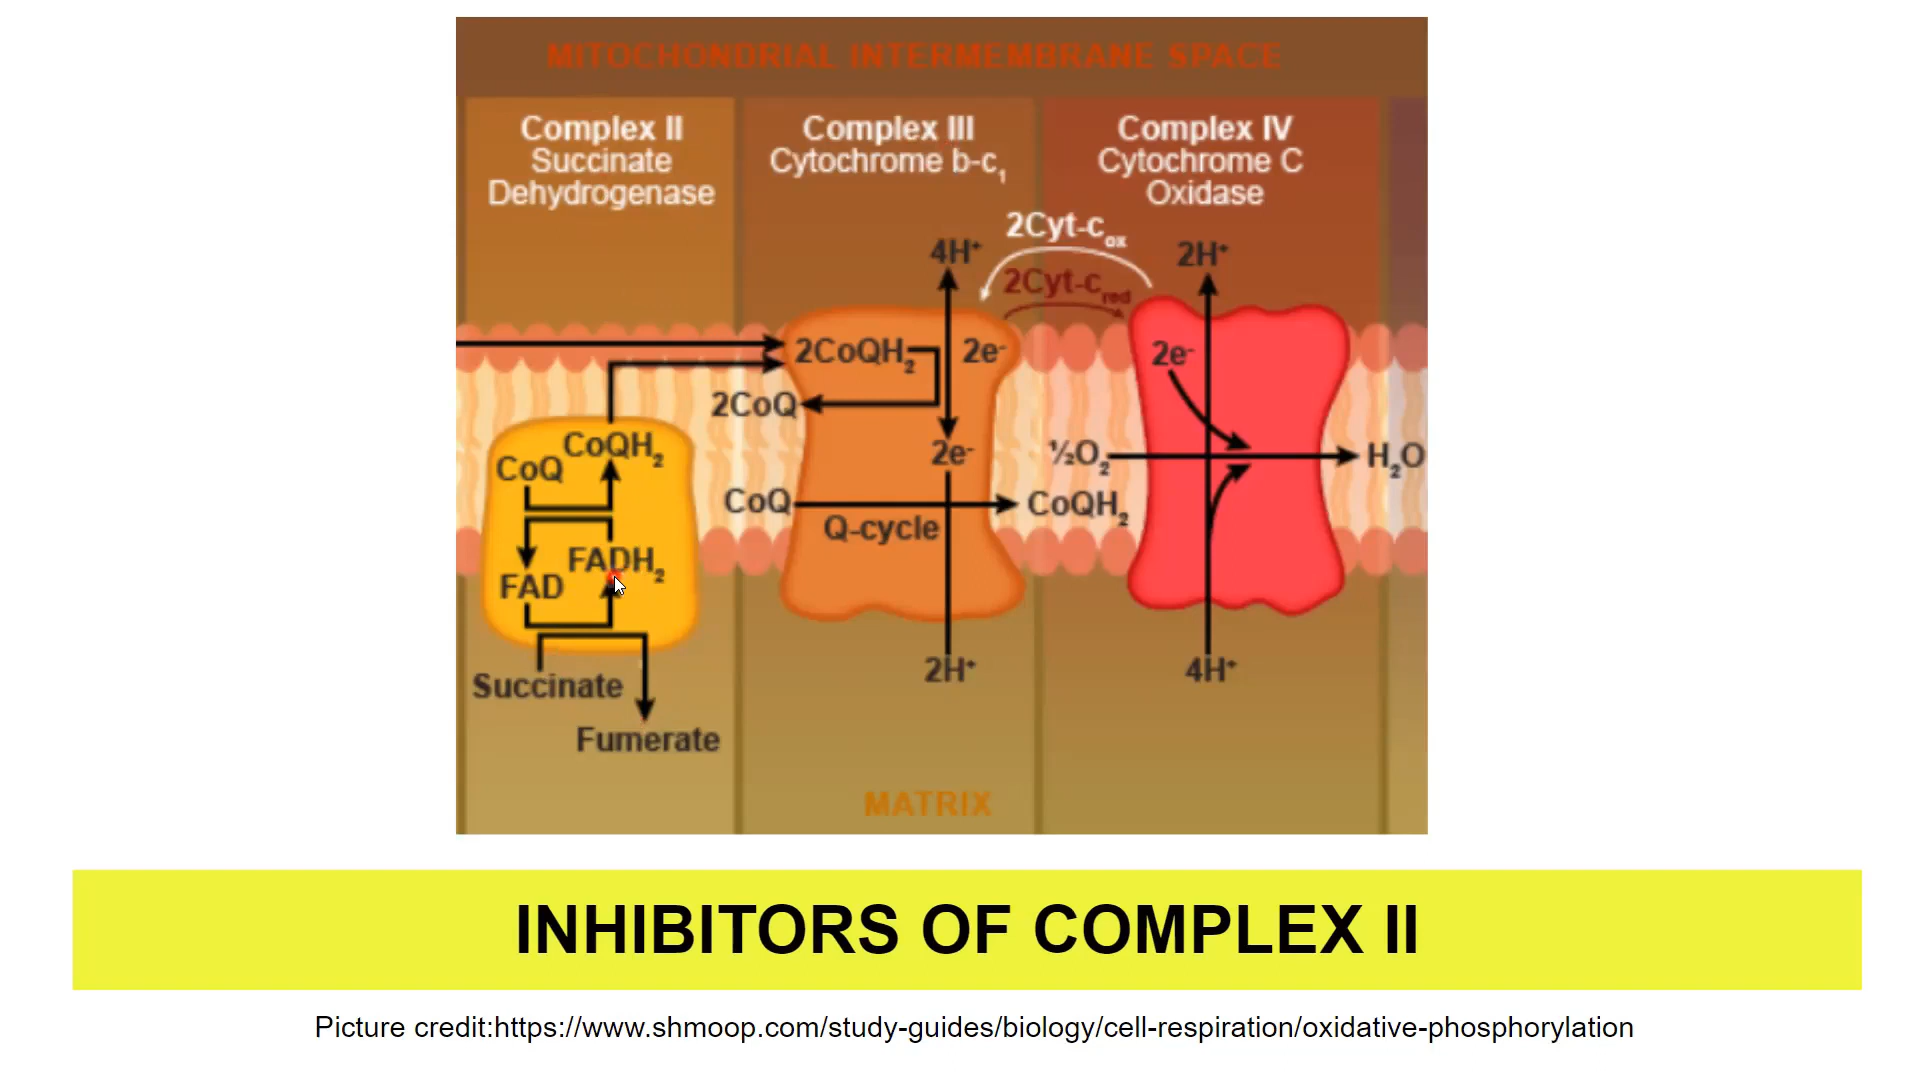 MITOCHONDRIAL INTERMEMBRANE SPACE
Complex II
Succinate
Dehydrogenase
Complex III
Cytochrome b-c₁
Complex IV
Cytochrome C
Oxidase
2Cyt-c ox
4H⁺
2H⁺
2Cyt-c red
2CoQH₂
2e⁻
2e⁻
2CoQ
CoQH₂
CoQ
2e⁻
½O₂
H₂O
CoQ
CoQH₂
Q-cycle
FADH₂
FAD
2H⁺
4H⁺
Succinate
Fumerate
MATRIX
INHIBITORS OF COMPLEX II
Picture credit:https://www.shmoop.com/study-guides/biology/cell-respiration/oxidative-phosphorylation